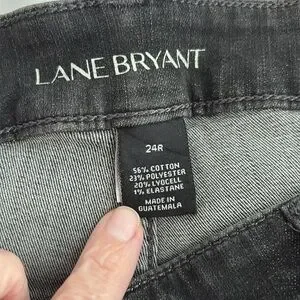 LANE BRYANT
24R
56% COTTON
23% POLYESTER
20% LYOCELL
1% ELASTANE
MADE IN
GUATEMALA